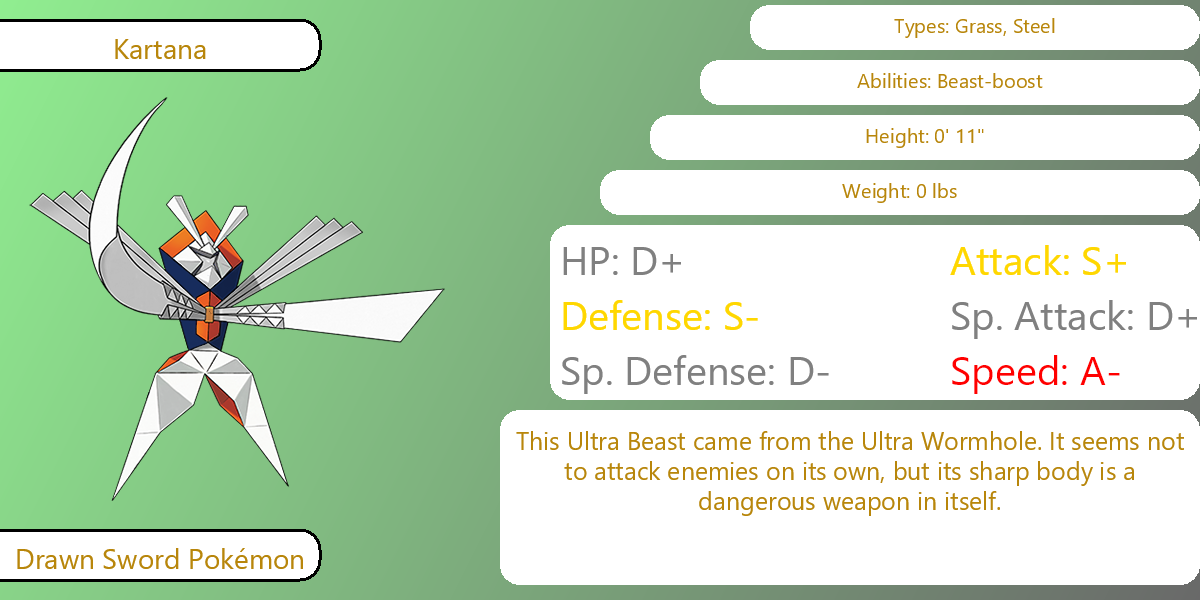 Kartana
Types: Grass, Steel
Abilities: Beast-boost
Height: 0' 11"
Weight: 0 lbs
HP: D+
Attack: S+
Defense: S-
Sp. Attack: D+
Sp. Defense: D-
Speed: A-
This Ultra Beast came from the Ultra Wormhole. It seems not
to attack enemies on its own, but its sharp body is a
dangerous weapon in itself.
Drawn Sword Pokémon